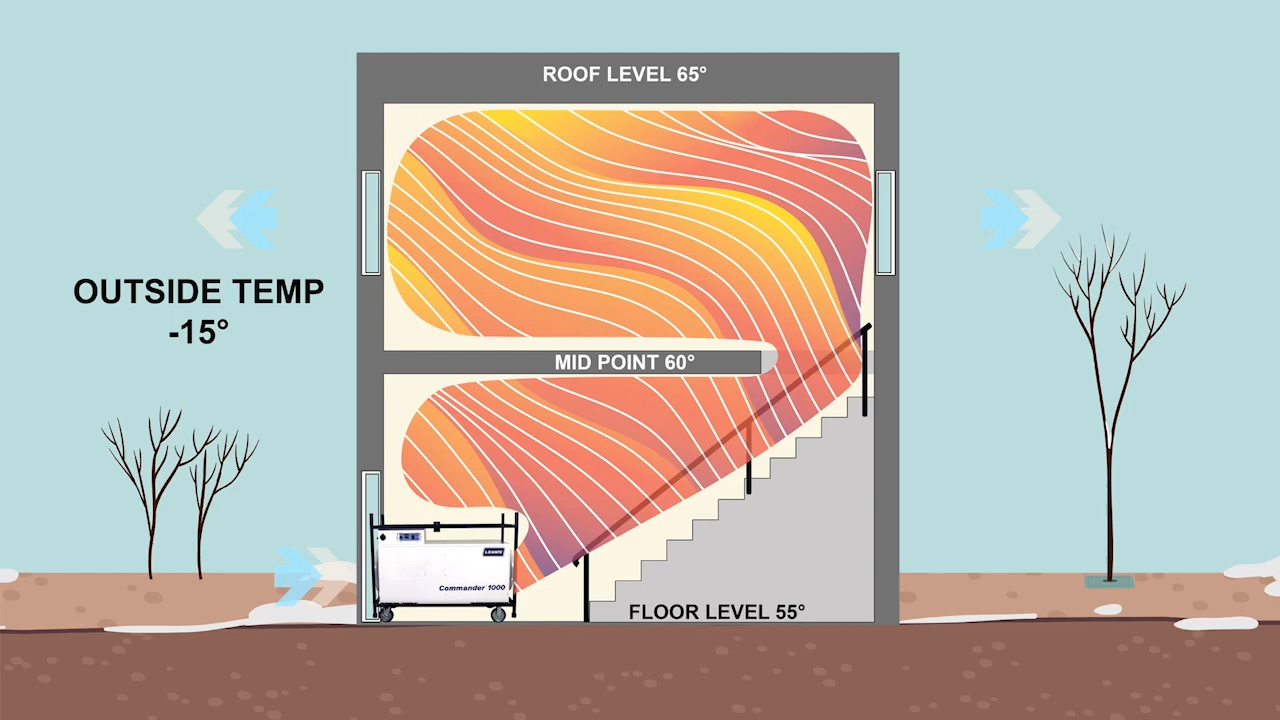 ROOF LEVEL 65°
OUTSIDE TEMP
-15°
MID POINT 60°
Commander 1000
FLOOR LEVEL 55°